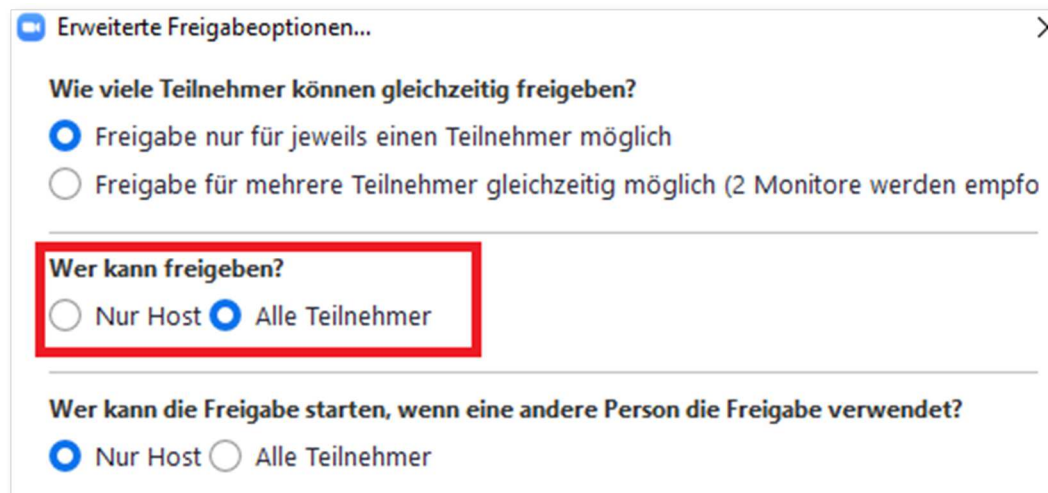 Erweiterte Freigabeoptionen...
Wie viele Teilnehmer können gleichzeitig freigeben?
Freigabe nur für jeweils einen Teilnehmer möglich
Freigabe für mehrere Teilnehmer gleichzeitig möglich (2 Monitore werden empfo
Wer kann freigeben?
Nur Host Alle Teilnehmer
Wer kann die Freigabe starten, wenn eine andere Person die Freigabe verwendet?
Nur Host Alle Teilnehmer